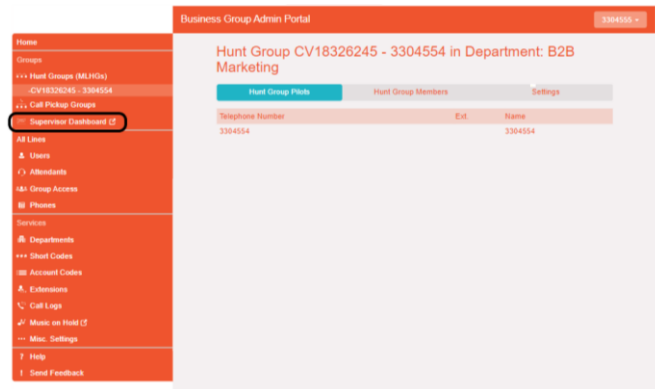 Business Group Admin Portal
3304555
Home
Groups
Hunt Groups (MLHGs)
-CV18326245 - 3304554
Call Pickup Groups
Supervisor Dashboard
All Lines
Users
Attendants
Group Access
Phones
Services
Departments
Short Codes
Account Codes
Extensions
Call Logs
Music on Hold
Misc. Settings
? Help
! Send Feedback
Hunt Group CV18326245 - 3304554 in Department: B2B
Marketing
Hunt Group Pilots Hunt Group Members Settings
Telephone Number Ext. Name
3304554 3304554